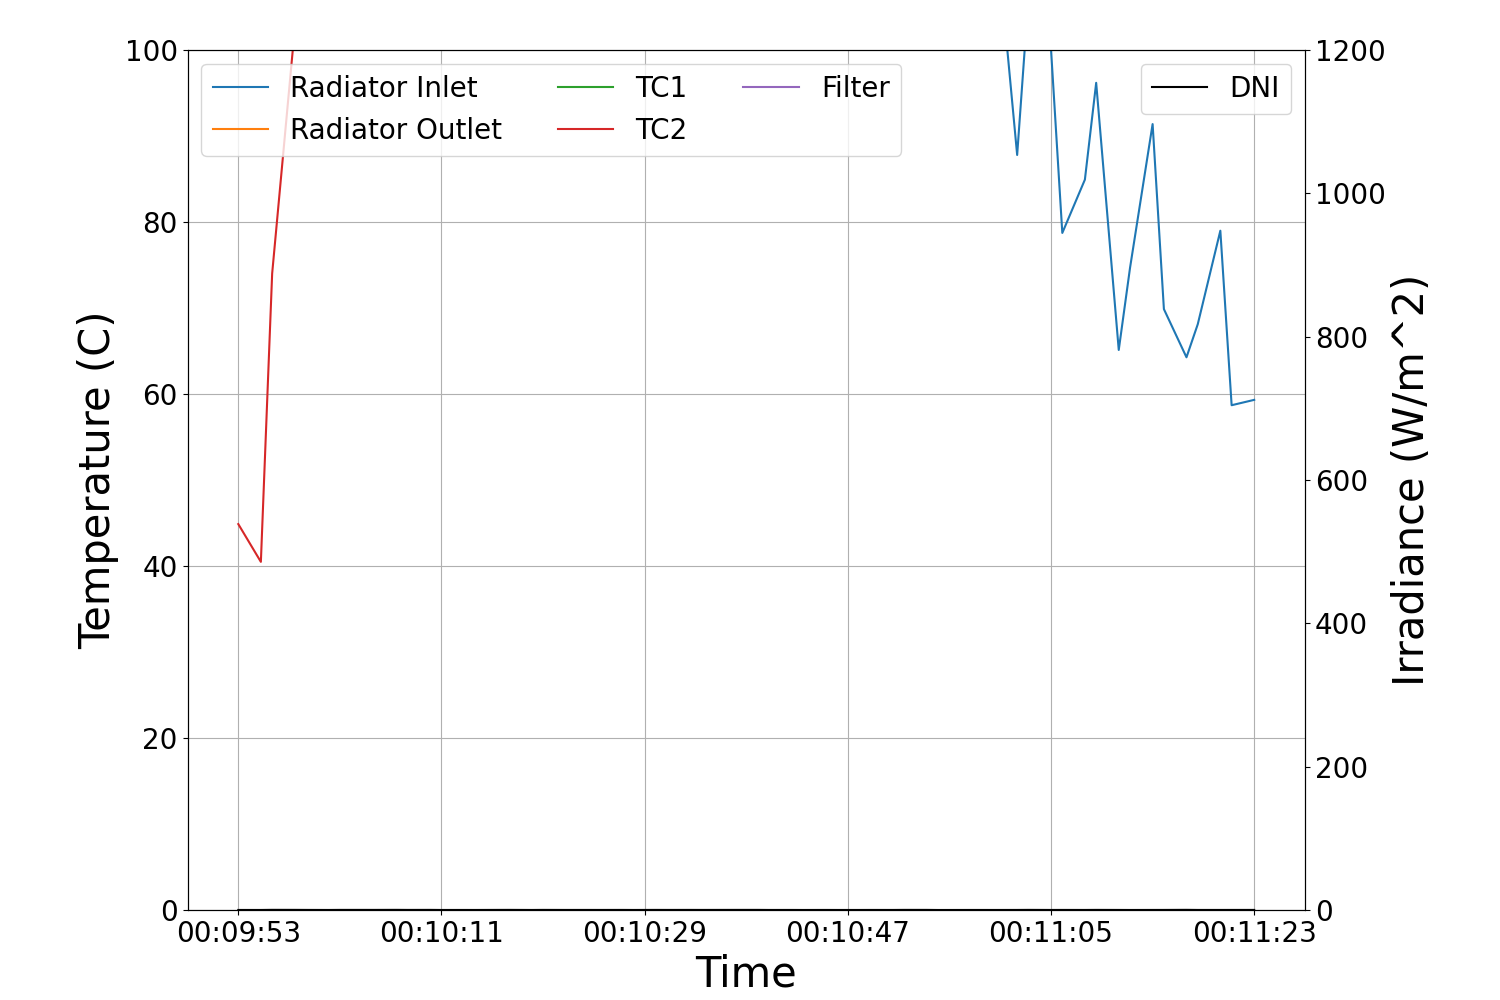 Radiator Inlet
Radiator Outlet
TC1
TC2
Filter
DNI
100
80
60
40
20
0
Temperature (C)
1200
1000
800
600
400
200
0
Irradiance (W/m^2)
00:09:53 00:10:11 00:10:29 00:10:47 00:11:05 00:11:23
Time